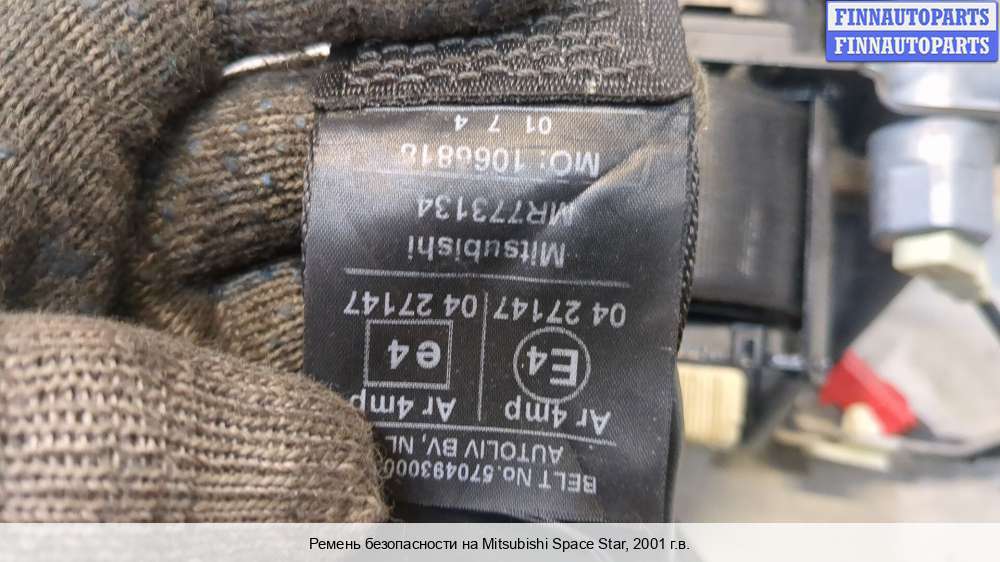 FINNAUTOPARTS
FINNAUTOPARTS
BELT No.570493000
AUTOLIV BV, NL
Ar 4mp Ar 4mp
E4 e4
04 27147 04 27147
Mitsubishi
MR773134
MO: 1066818
01 7 4
Ремень безопасности на Mitsubishi Space Star, 2001 г.в.